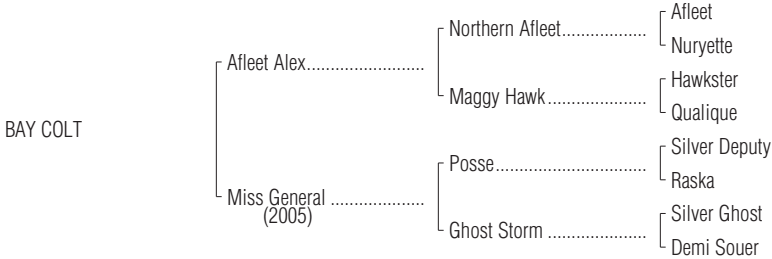 Afleet
Northern Afleet....................
Nuryette
Afleet Alex.........................
Hawkster
Maggy Hawk.....................
Qualique
BAY COLT
Silver Deputy
Posse................................
Raska
Miss General ....................
(2005)
Silver Ghost
Ghost Storm .....................
Demi Souer